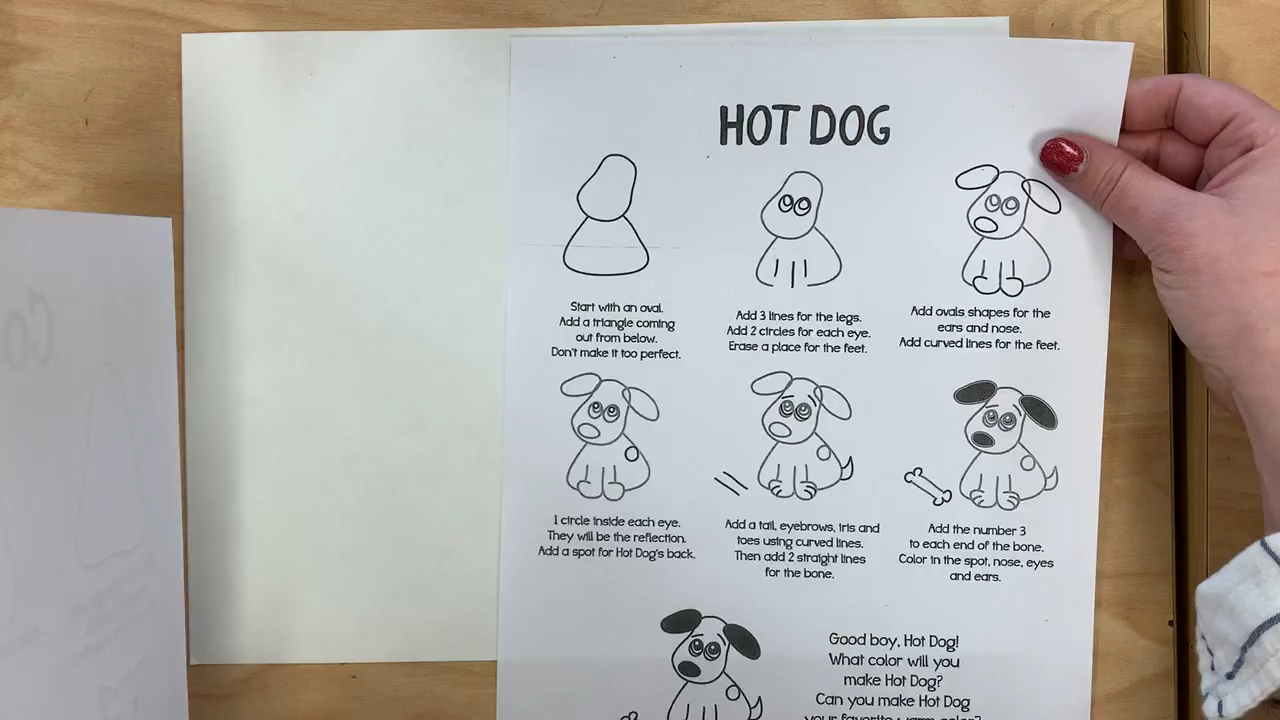 HOT DOG
Start with an oval.
Add a triangle coming
out from below.
Don't make it too perfect.
Add 3 lines for the legs.
Add 2 circles for each eye.
Erase a place for the feet.
Add ovals shapes for the
ears and nose.
Add curved lines for the feet.
1 circle inside each eye.
They will be the reflection.
Add a spot for Hot Dog's back.
Add a tail, eyebrows, iris and
toes using curved lines.
Then add 2 straight lines
for the bone.
Add the number 3
to each end of the bone.
Color in the spot, nose, eyes
and ears.
Good boy, Hot Dog!
What color will you
make Hot Dog?
Can you make Hot Dog
your favorite warm color?